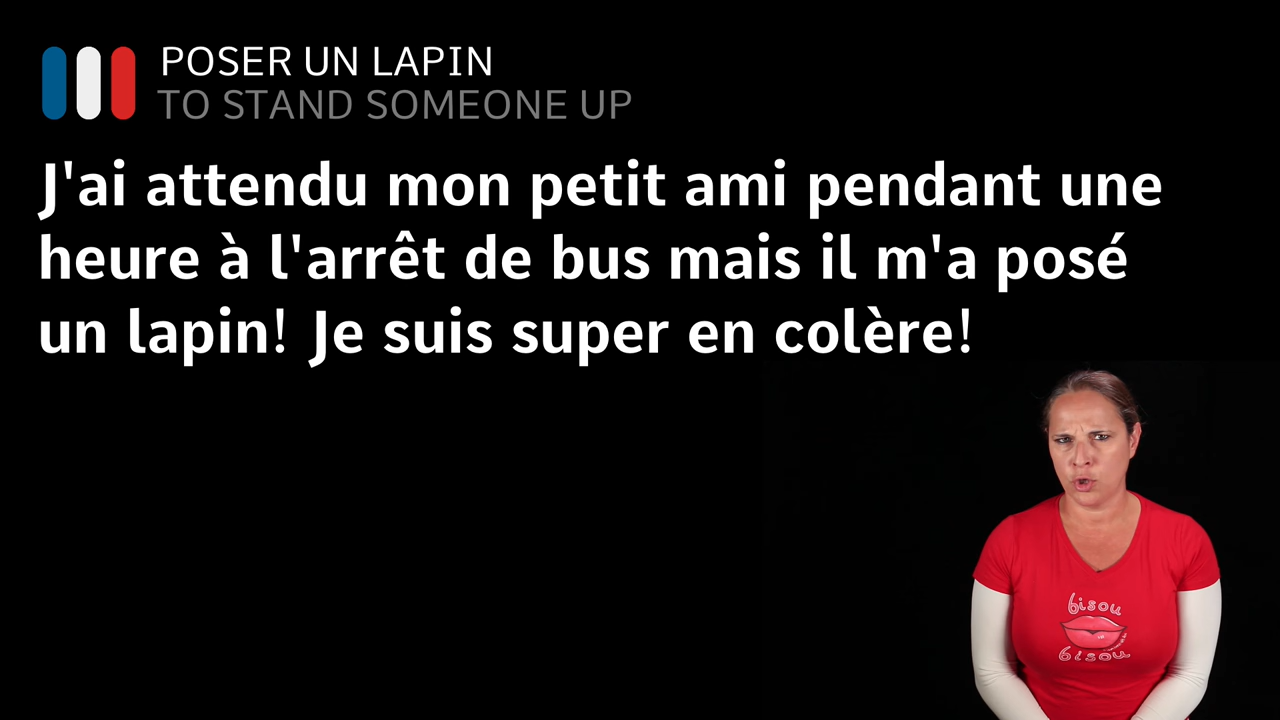 POSER UN LAPIN
TO STAND SOMEONE UP
J'ai attendu mon petit ami pendant une
heure à l'arrêt de bus mais il m'a posé
un lapin! Je suis super en colère!
bisou
bisou